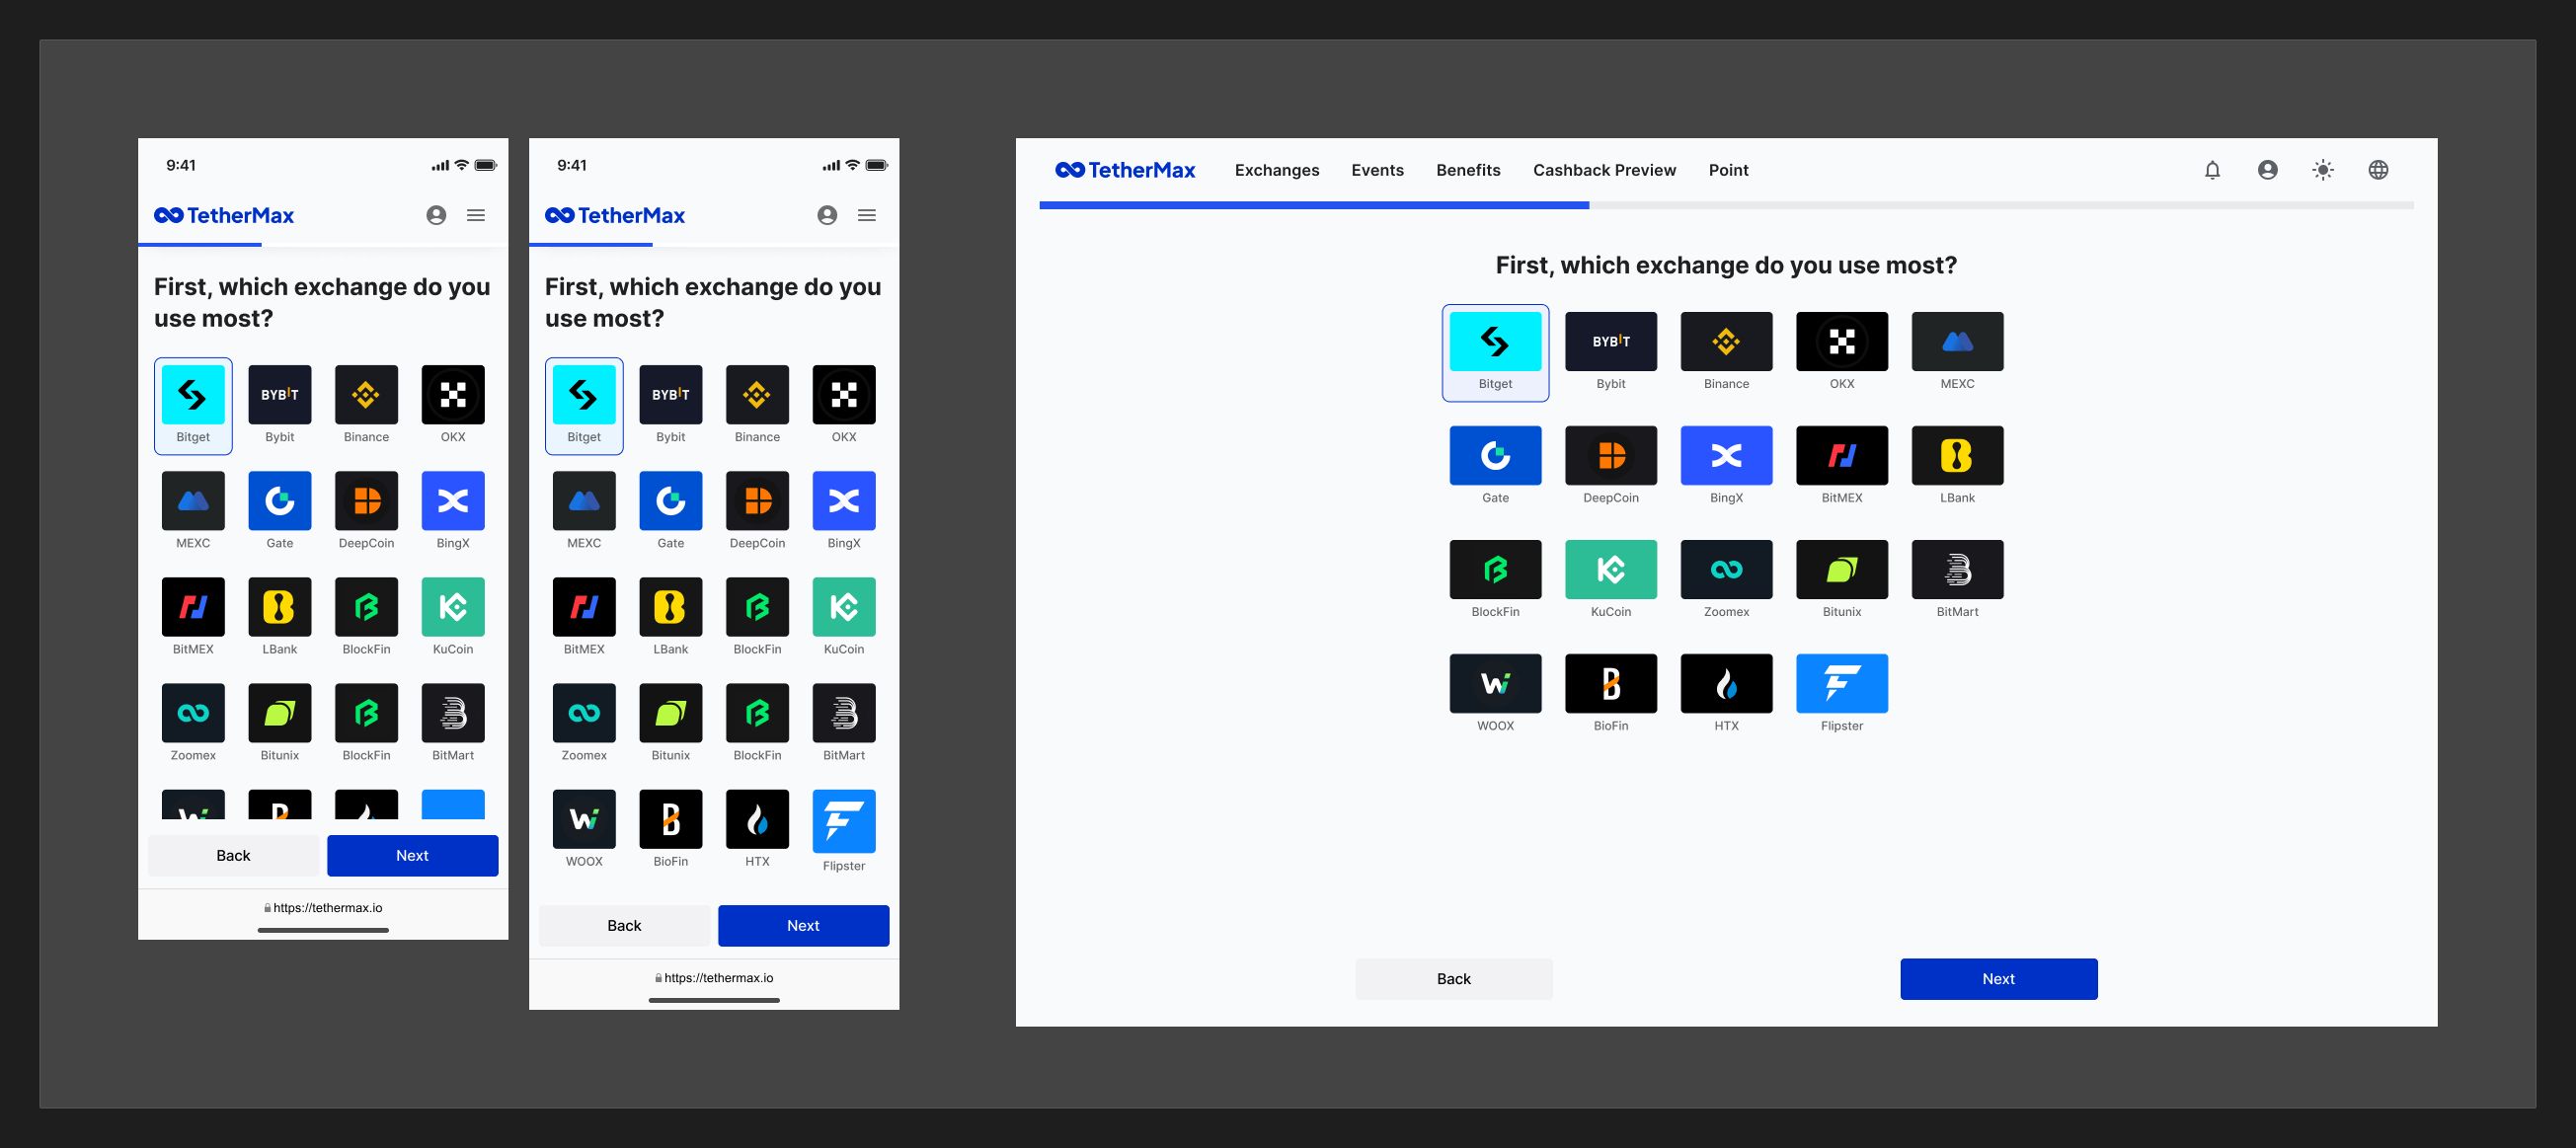 9:41
TetherMax
First, which exchange do you
use most?
BYBIT
Bitget Bybit Binance OKX
MEXC Gate DeepCoin BingX
BitMEX LBank BlockFin KuCoin
Zoomex Bitunix BlockFin BitMart
Back Next
https://tethermax.io
9:41
TetherMax
First, which exchange do you
use most?
BYBIT
Bitget Bybit Binance OKX
MEXC Gate DeepCoin BingX
BitMEX LBank BlockFin KuCoin
Zoomex Bitunix BlockFin BitMart
WOOX BioFin HTX Flipster
Back Next
https://tethermax.io
TetherMax Exchanges Events Benefits Cashback Preview Point
First, which exchange do you use most?
BYBIT
Bitget Bybit Binance OKX MEXC
Gate DeepCoin BingX BitMEX LBank
BlockFin KuCoin Zoomex Bitunix BitMart
WOOX BioFin HTX Flipster
Back Next